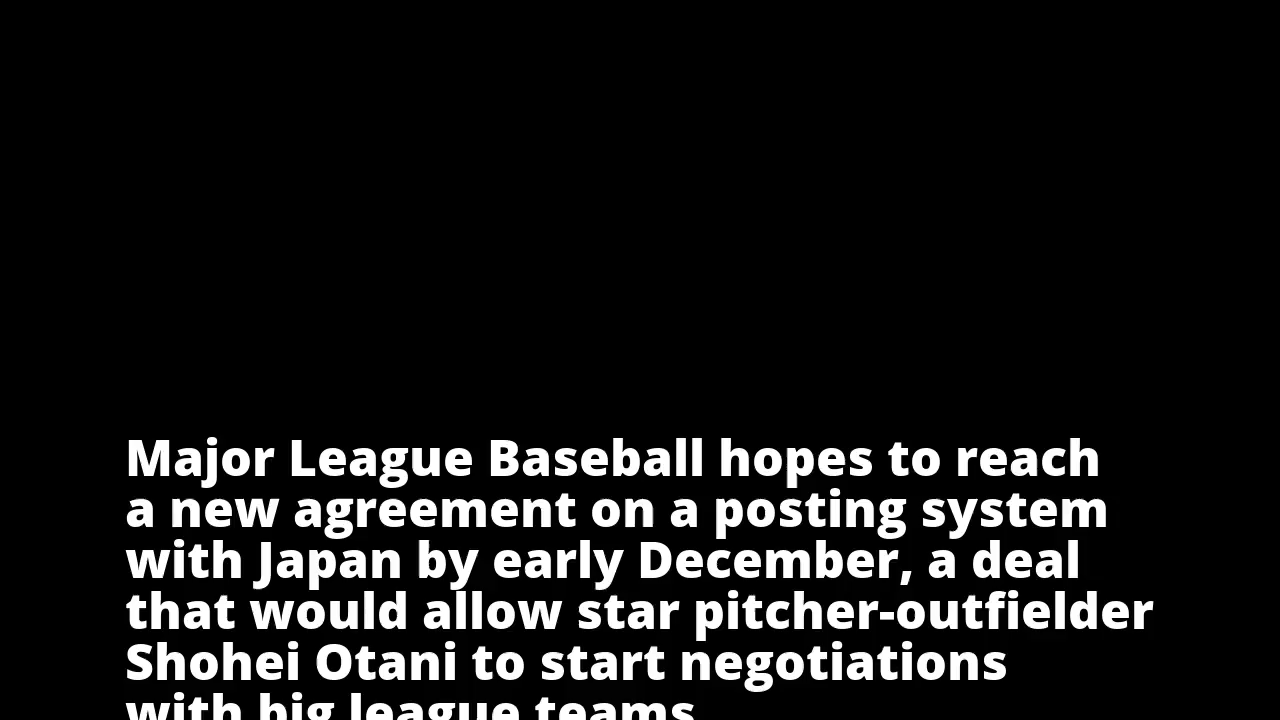 Major League Baseball hopes to reach
a new agreement on a posting system
with Japan by early December, a deal
that would allow star pitcher-outfielder
Shohei Otani to start negotiations
with big league teams